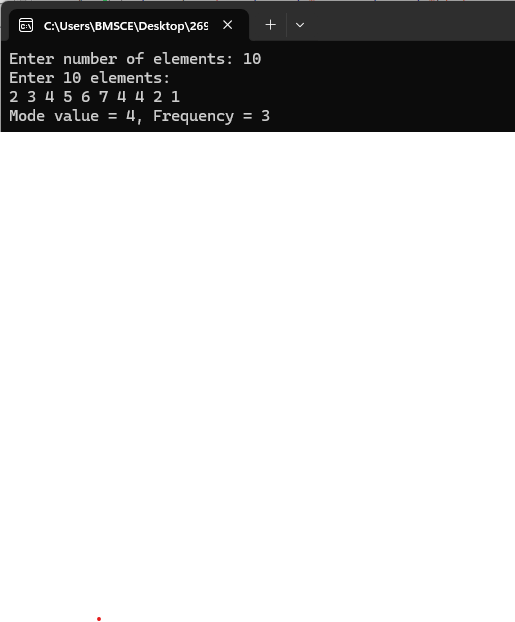 C:\Users\BMSCE\Desktop\269
Enter number of elements: 10
Enter 10 elements:
2 3 4 5 6 7 4 4 2 1
Mode value = 4, Frequency = 3